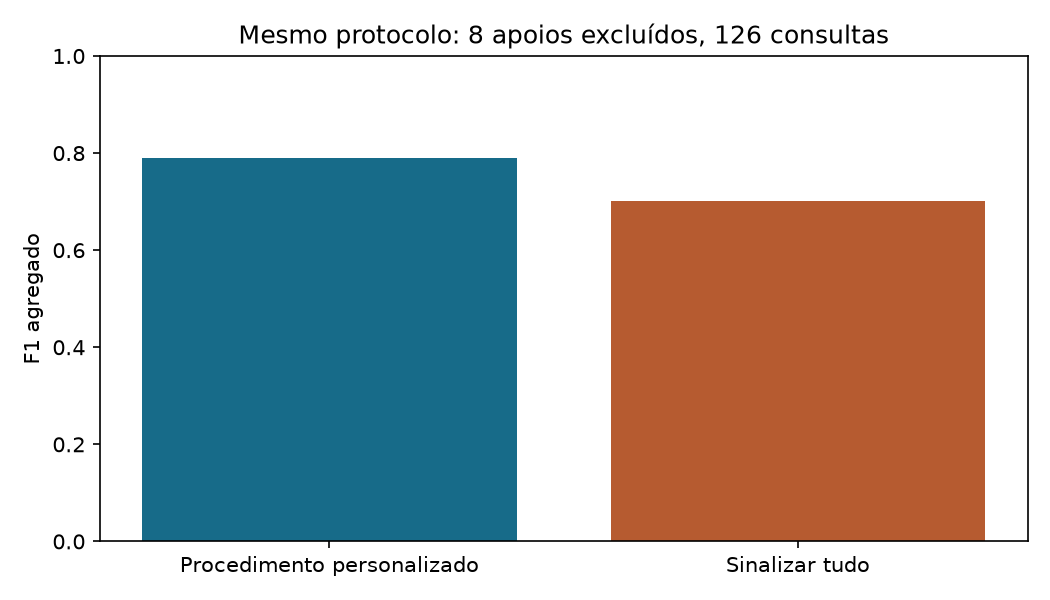 Mesmo protocolo: 8 apoios excluídos, 126 consultas
F1 agregado
1.0
0.8
0.6
0.4
0.2
0.0
Procedimento personalizado
Sinalizar tudo